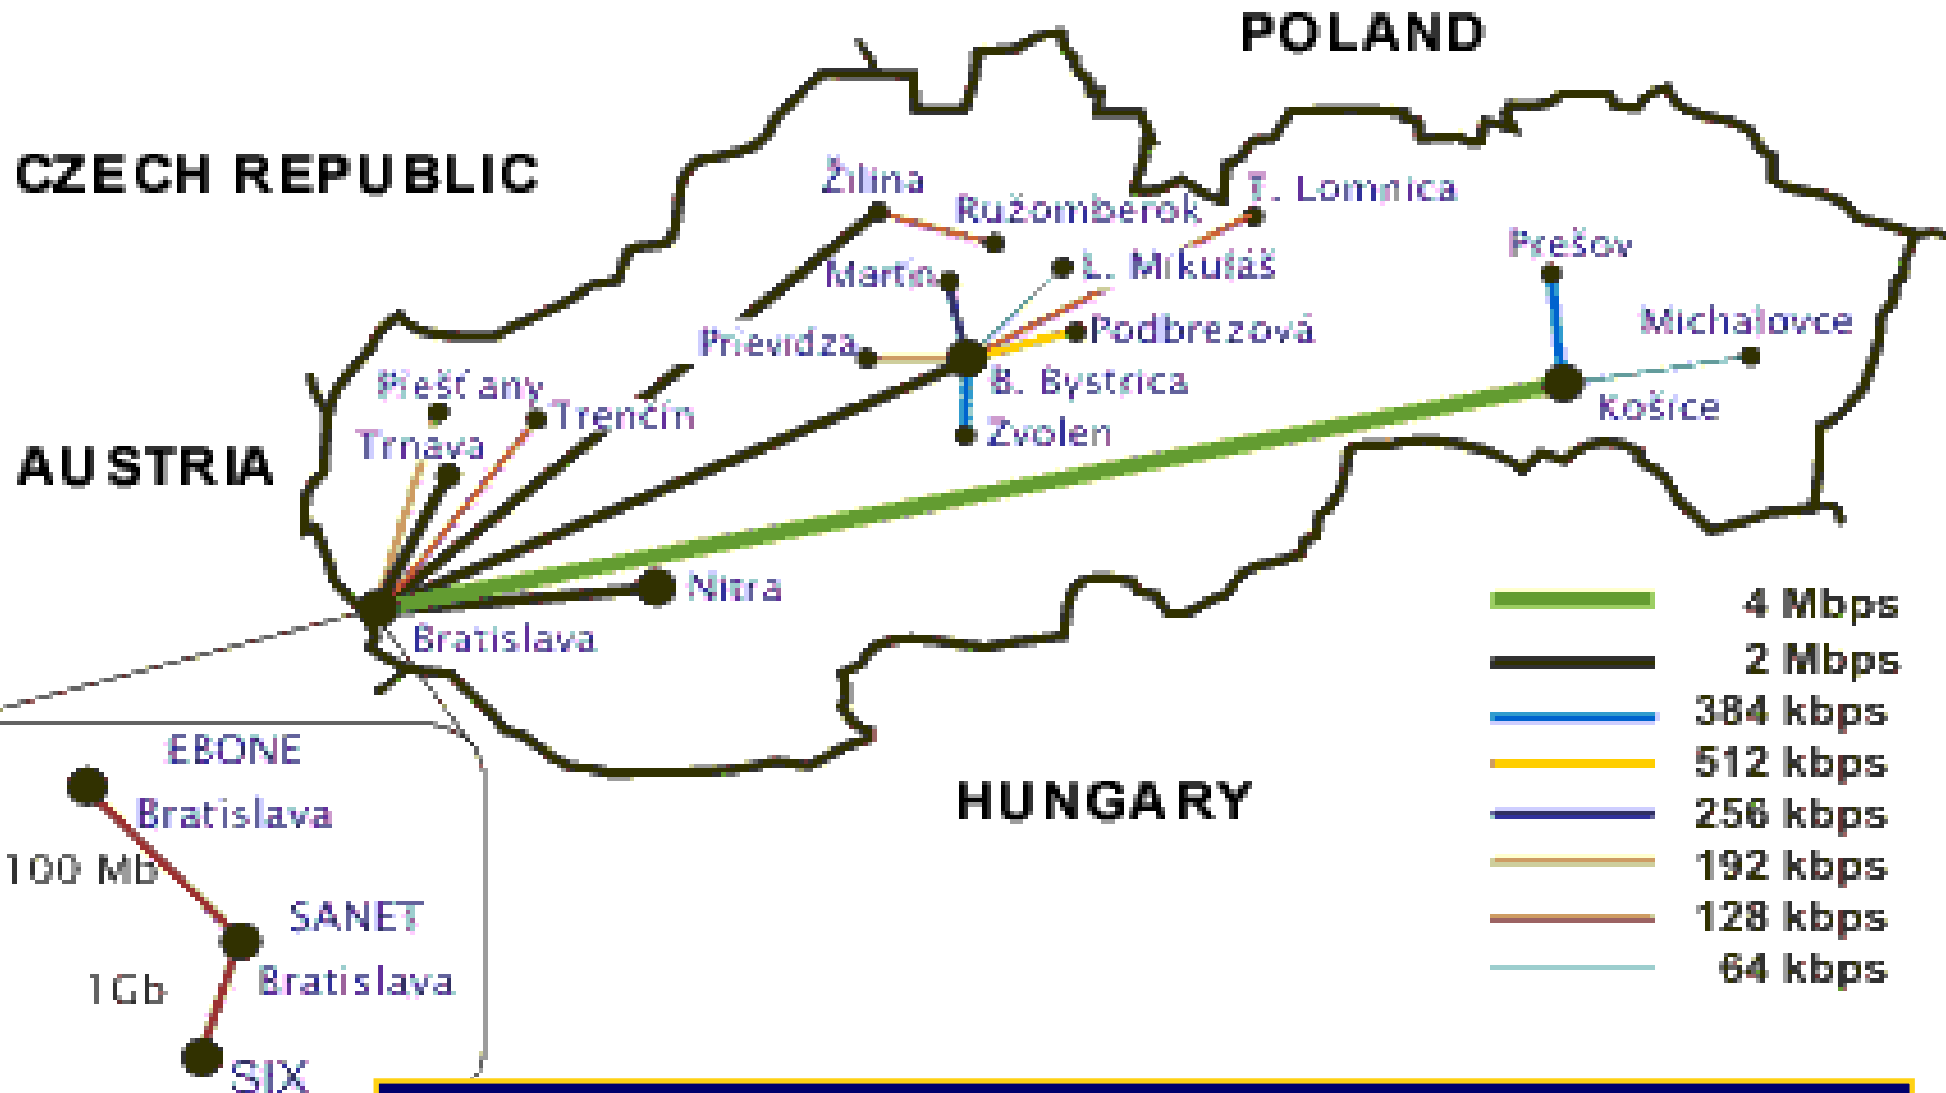 POLAND
CZECH REPUBLIC
Žilina
T. Lomnica
Ružomberok
Prešov
Martin
L. Mikuláš
Michalovce
Prievidza
Podbrezová
Piešťany
B. Bystrica
Trenčín
Košice
Trnava
Zvolen
AUSTRIA
Nitra
Bratislava
4 Mbps
2 Mbps
384 kbps
512 kbps
256 kbps
192 kbps
128 kbps
64 kbps
HUNGARY
EBONE
Bratislava
100 Mb
SANET
Bratislava
1Gb
SIX